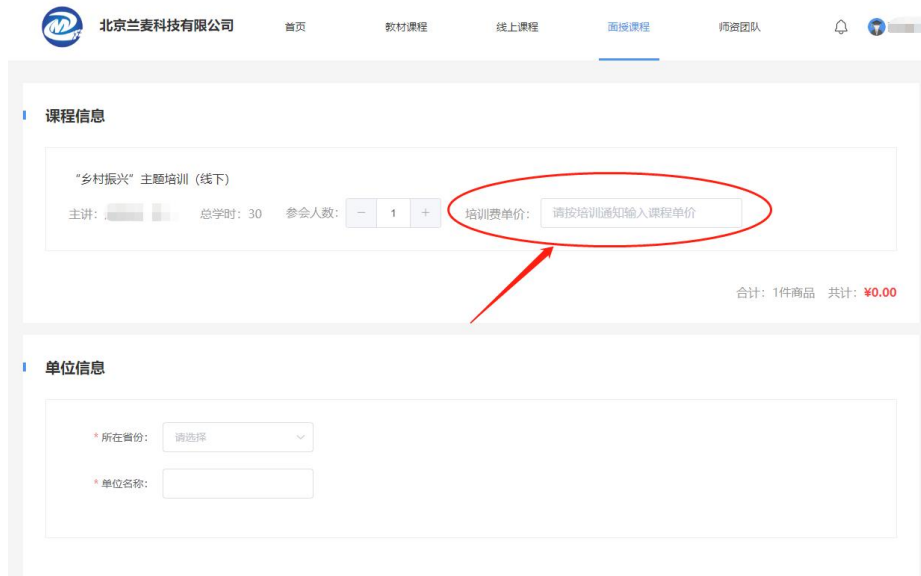 北京兰麦科技有限公司 首页 教材课程 线上课程 面授课程 师资团队
课程信息
“乡村振兴”主题培训（线下）
主讲： 总学时：30 参会人数： － 1 + 培训费单价： 请按培训通知输入课程单价
合计：1件商品 共计：¥0.00
单位信息
*所在省份： 请选择
*单位名称：